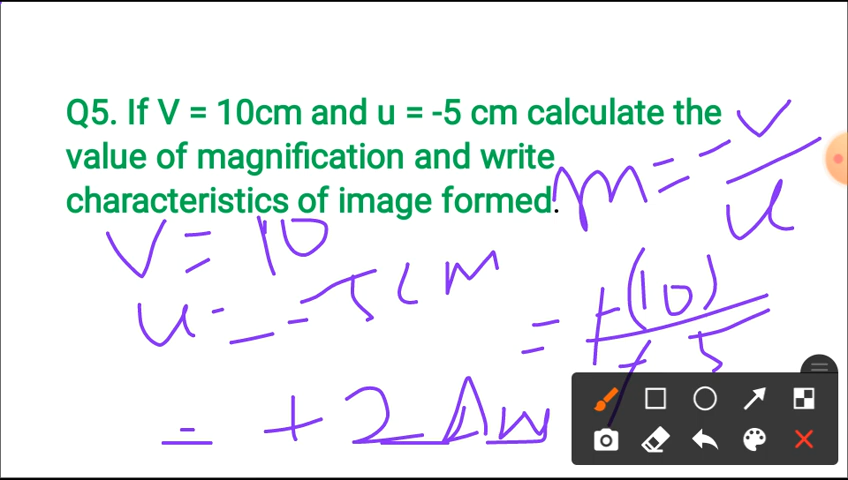 Q5. If V = 10cm and u = -5 cm calculate the
value of magnification and write
characteristics of image formed.
m = -v/u
V = 10
u = -5cm
= -(10)/-5
= +2 Aw